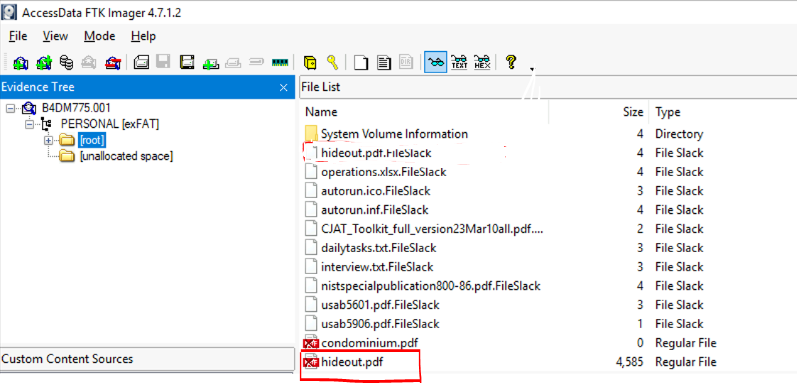 AccessData FTK Imager 4.7.1.2
File View Mode Help
TEXT HEX
Evidence Tree
File List
Name Size Type
B4DM775.001
PERSONAL [exFAT]
[root]
[unallocated space]
System Volume Information 4 Directory
hideout.pdf.FileSlack 4 File Slack
operations.xlsx.FileSlack 4 File Slack
autorun.ico.FileSlack 3 File Slack
autorun.inf.FileSlack 4 File Slack
CJAT_Toolkit_full_version23Mar10all.pdf.... 2 File Slack
dailytasks.txt.FileSlack 3 File Slack
interview.txt.FileSlack 3 File Slack
nistspecialpublication800-86.pdf.FileSlack 4 File Slack
usab5601.pdf.FileSlack 3 File Slack
usab5906.pdf.FileSlack 1 File Slack
condominium.pdf 0 Regular File
hideout.pdf 4,585 Regular File
Custom Content Sources